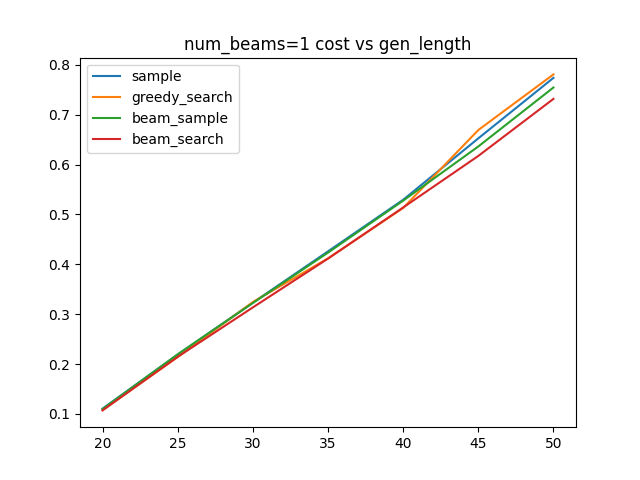 num_beams=1 cost vs gen_length
sample
greedy_search
beam_sample
beam_search
0.8
0.7
0.6
0.5
0.4
0.3
0.2
0.1
20 25 30 35 40 45 50